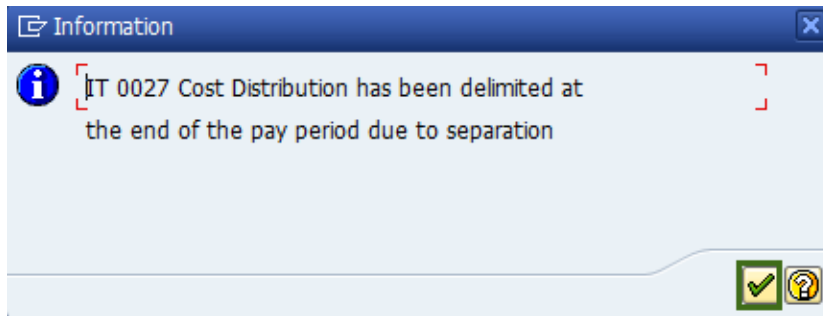 Information
IT 0027 Cost Distribution has been delimited at
the end of the pay period due to separation